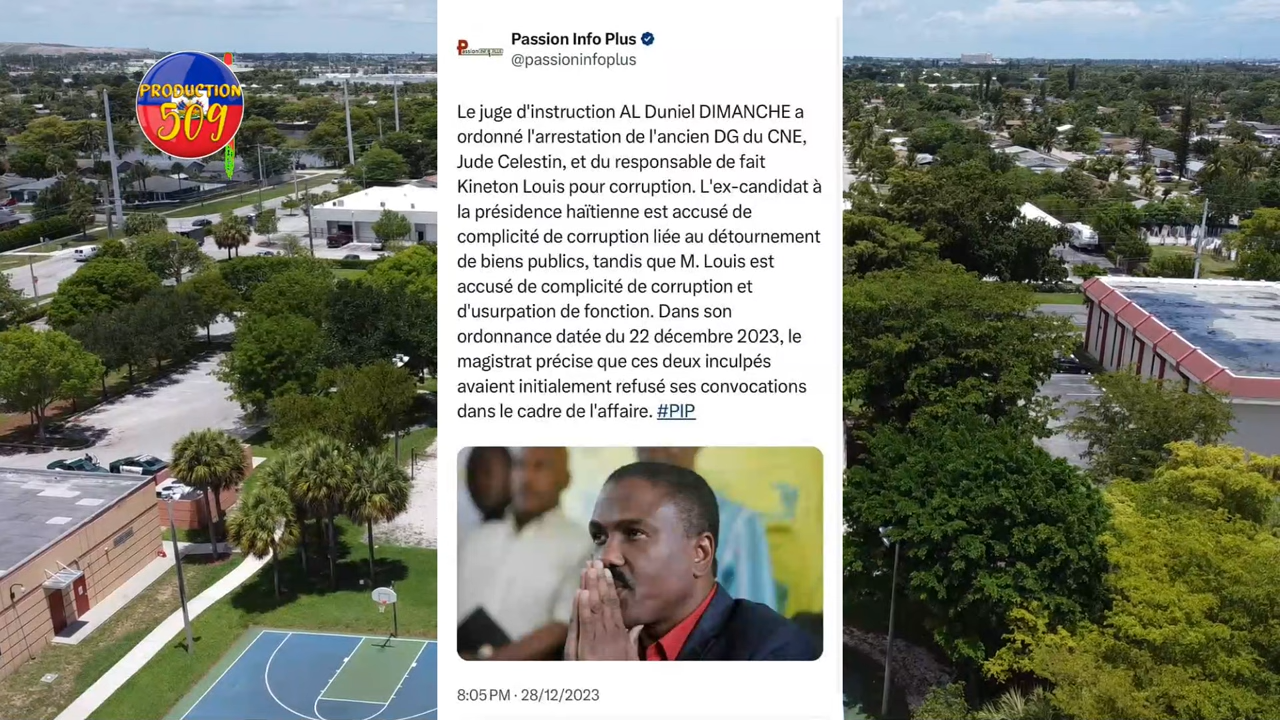 PRODUCTION
509
Passion Info Plus
@passioninfoplus
Le juge d'instruction AL Duniel DIMANCHE a
ordonné l'arrestation de l'ancien DG du CNE,
Jude Celestin, et du responsable de fait
Kineton Louis pour corruption. L'ex-candidat à
la présidence haïtienne est accusé de
complicité de corruption liée au détournement
de biens publics, tandis que M. Louis est
accusé de complicité de corruption et
d'usurpation de fonction. Dans son
ordonnance datée du 22 décembre 2023, le
magistrat précise que ces deux inculpés
avaient initialement refusé ses convocations
dans le cadre de l'affaire. #PIP
8:05 PM · 28/12/2023